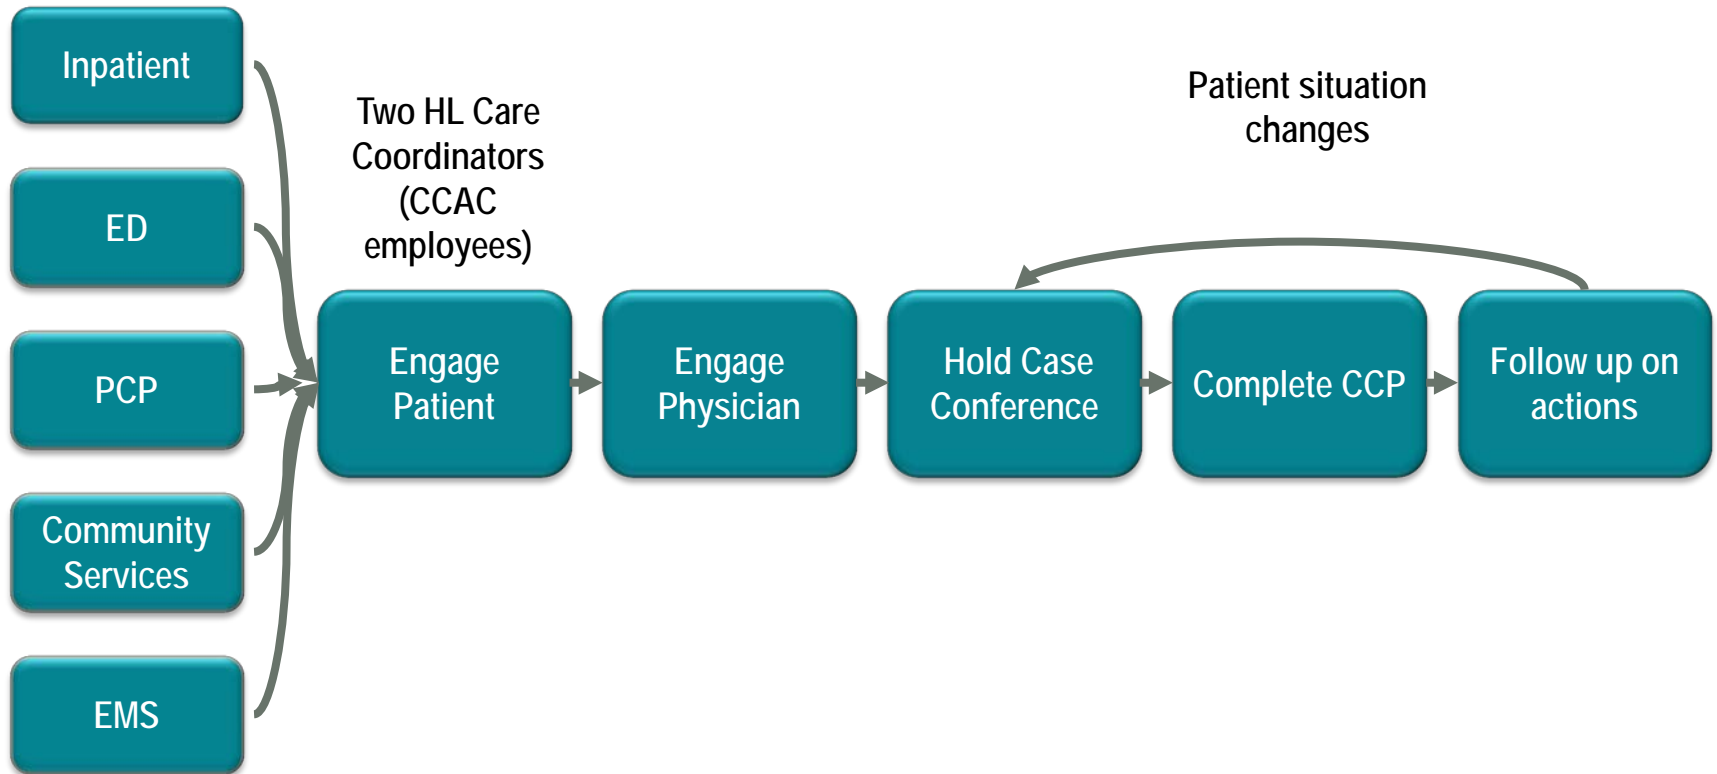 Inpatient
ED
PCP
Community
Services
EMS
Two HL Care
Coordinators
(CCAC
employees)
Engage
Patient
Engage
Physician
Patient situation
changes
Hold Case
Conference
Complete CCP
Follow up on
actions